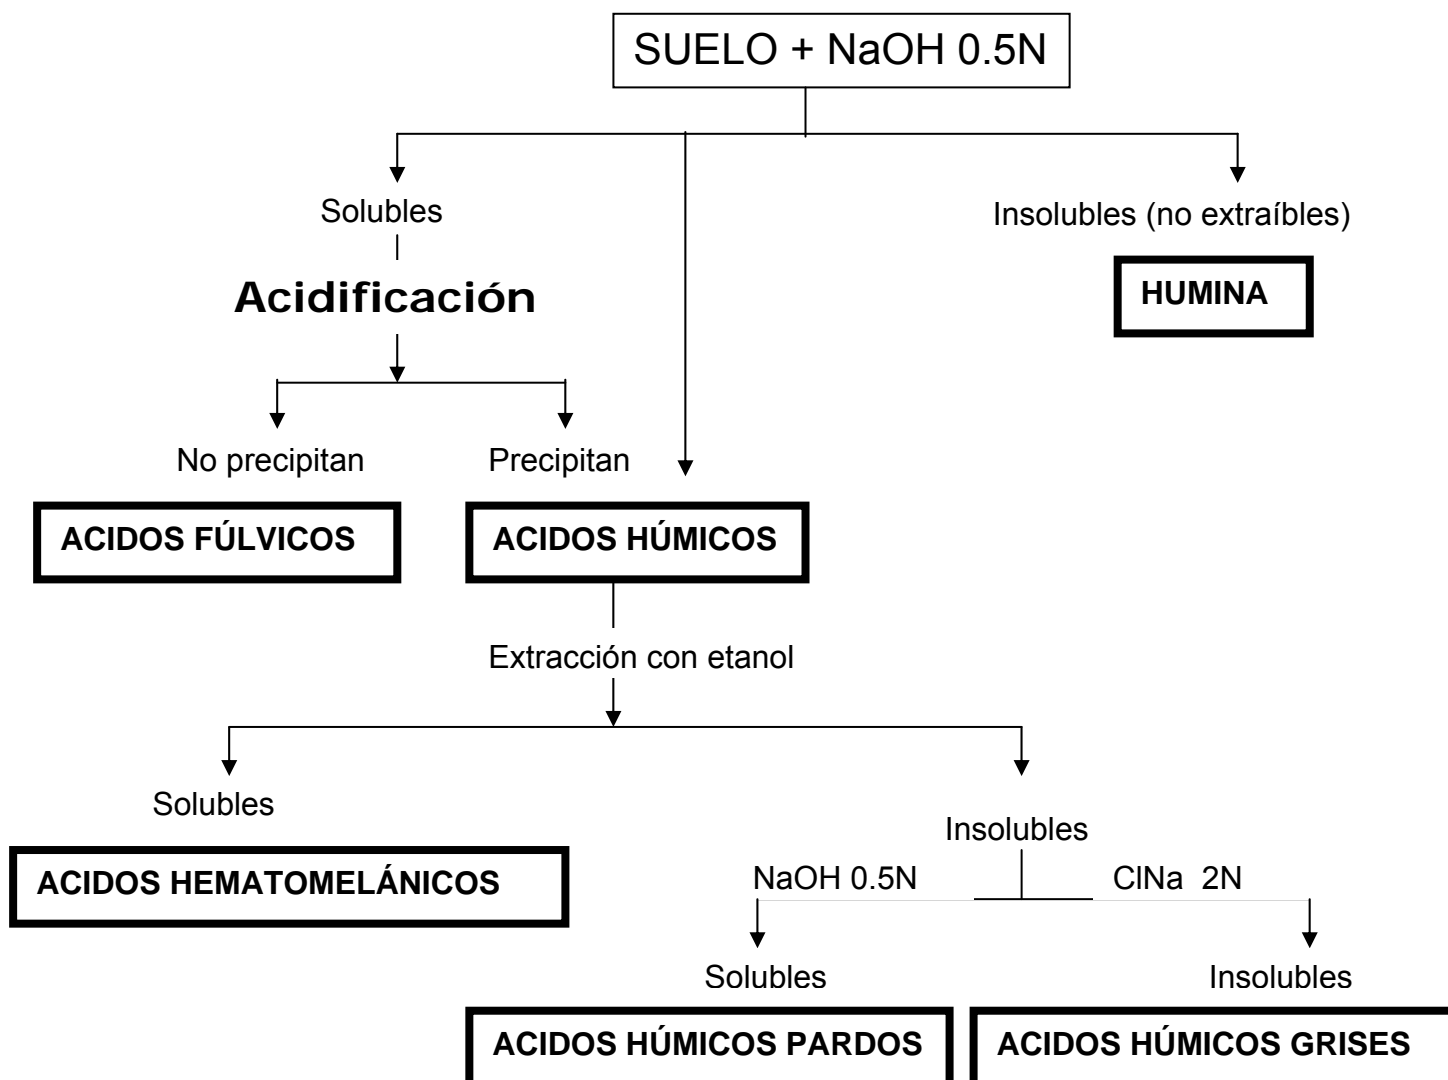 SUELO + NaOH 0.5N
Solubles
Insolubles (no extraíbles)
Acidificación
HUMINA
No precipitan
Precipitan
ACIDOS FÚLVICOS
ACIDOS HÚMICOS
Extracción con etanol
Solubles
Insolubles
ACIDOS HEMATOMELÁNICOS
NaOH 0.5N
ClNa 2N
Solubles
Insolubles
ACIDOS HÚMICOS PARDOS
ACIDOS HÚMICOS GRISES